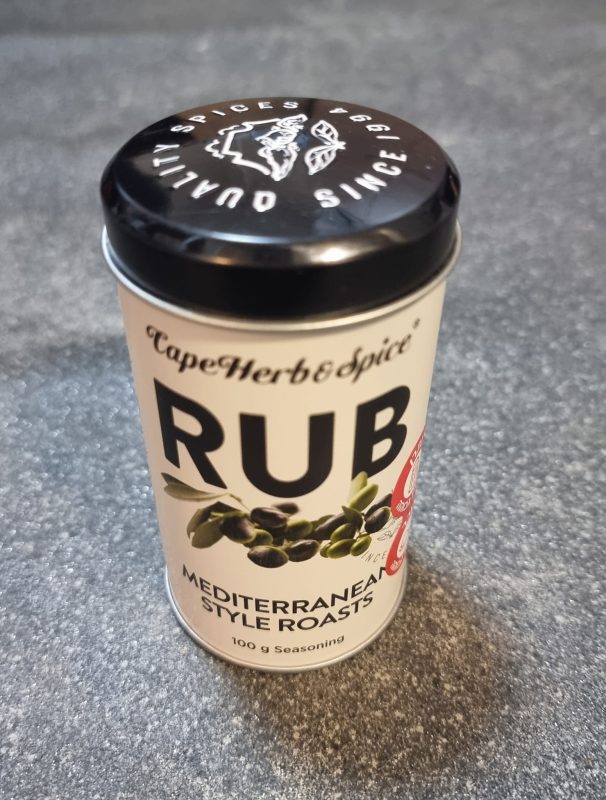 QUALITY SPICES
SINCE 1994
CapeHerb&Spice®
RUB
MEDITERRANEAN
STYLE ROASTS
100 g Seasoning